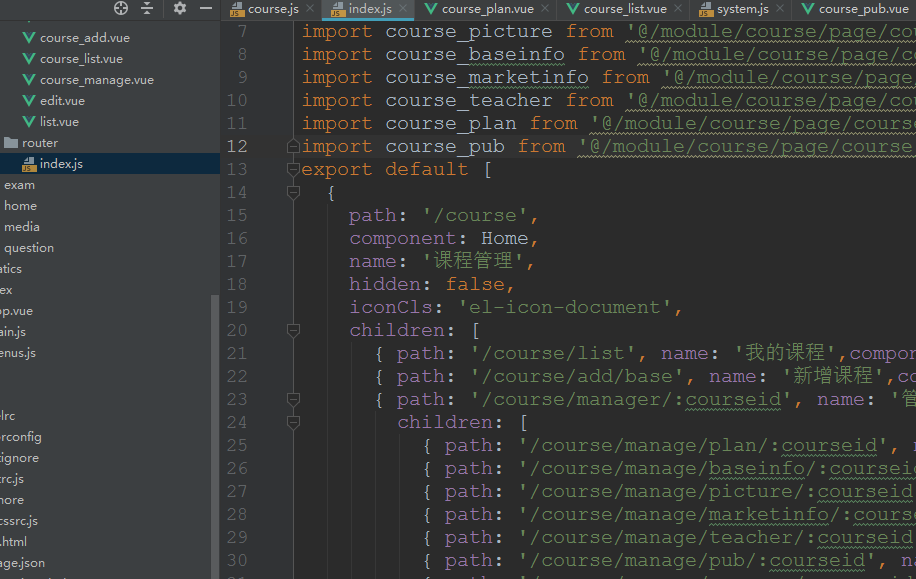 course.js index.js course_plan.vue course_list.vue system.js course_pub.vue
course_add.vue
course_list.vue
course_manage.vue
edit.vue
list.vue
router
index.js
exam
home
media
question
atics
ex
op.vue
ain.js
enus.js
elrc
orconfig
tignore
rc.js
nore
cssrc.js
.html
age.json
7 import course_picture from '@/module/course/page/cou
8 import course_baseinfo from '@/module/course/page/co
9 import course_marketinfo from '@/module/course/page
10 import course_teacher from '@/module/course/page/cou
11 import course_plan from '@/module/course/page/course
12 import course_pub from '@/module/course/page/course
13 export default [
14 {
15 path: '/course',
16 component: Home,
17 name: '课程管理',
18 hidden: false,
19 iconCls: 'el-icon-document',
20 children: [
21 { path: '/course/list', name: '我的课程',compon
22 { path: '/course/add/base', name: '新增课程',co
23 { path: '/course/manager/:courseid', name: '管
24 children: [
25 { path: '/course/manage/plan/:courseid', n
26 { path: '/course/manage/baseinfo/:courseid
27 { path: '/course/manage/picture/:courseid
28 { path: '/course/manage/marketinfo/:course
29 { path: '/course/manage/teacher/:courseid
30 { path: '/course/manage/pub/:courseid', na